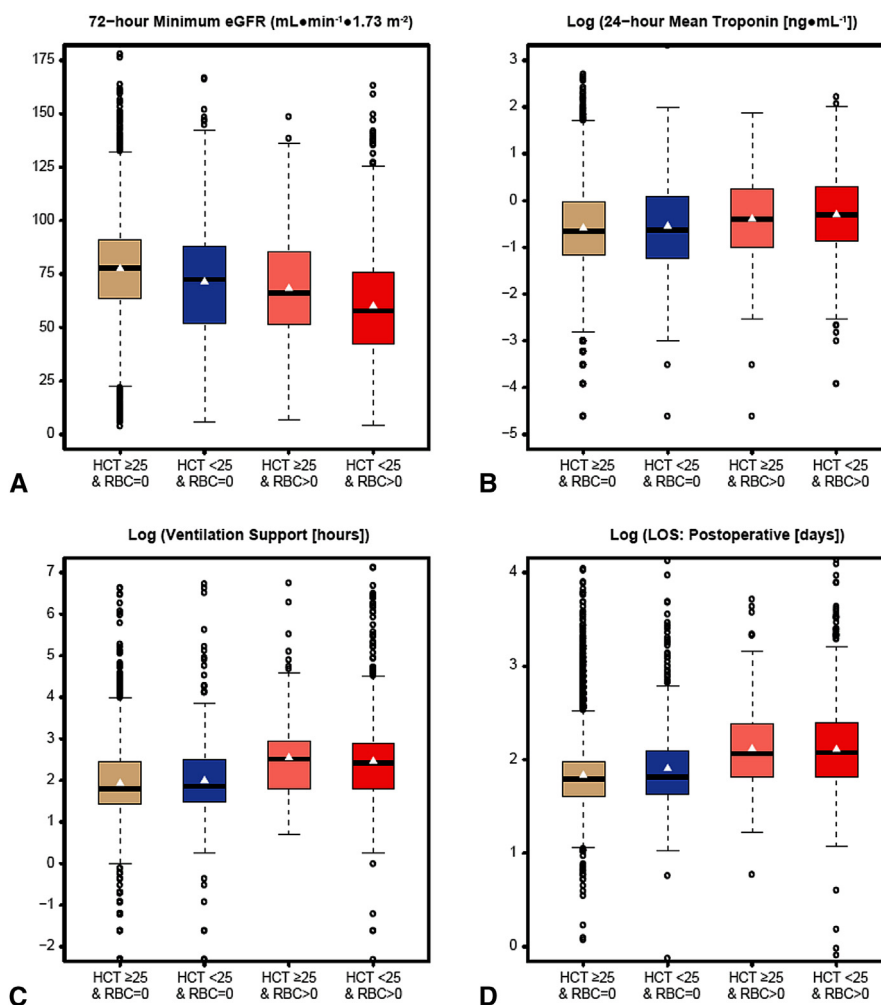 72−hour Minimum eGFR (mL●min⁻¹●1.73 m⁻²)
175
150
125
100
75
50
25
0
HCT ≥25 HCT <25 HCT ≥25 HCT <25
& RBC=0 & RBC=0 & RBC>0 & RBC>0
A
Log (24−hour Mean Troponin [ng●mL⁻¹])
3
2
1
0
−1
−2
−3
−4
−5
HCT ≥25 HCT <25 HCT ≥25 HCT <25
& RBC=0 & RBC=0 & RBC>0 & RBC>0
B
Log (Ventilation Support [hours])
7
6
5
4
3
2
1
0
−1
−2
HCT ≥25 HCT <25 HCT ≥25 HCT <25
& RBC=0 & RBC=0 & RBC>0 & RBC>0
C
Log (LOS: Postoperative [days])
4
3
2
1
0
HCT ≥25 HCT <25 HCT ≥25 HCT <25
& RBC=0 & RBC=0 & RBC>0 & RBC>0
D